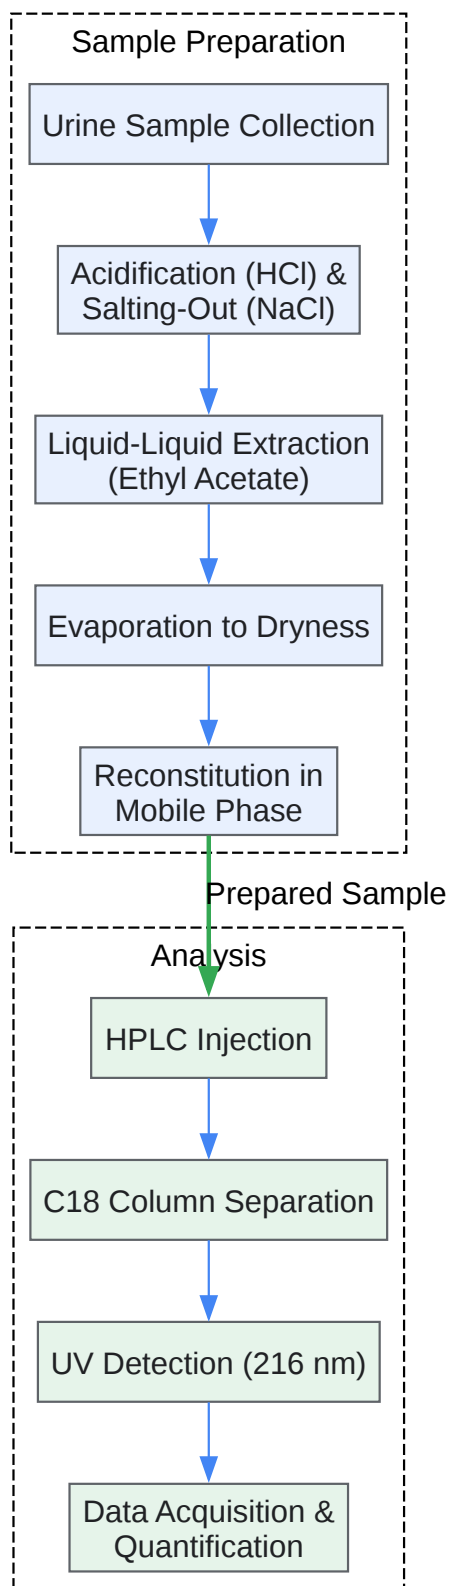 Sample Preparation
Urine Sample Collection
Acidification (HCl) &
Salting-Out (NaCl)
Liquid-Liquid Extraction
(Ethyl Acetate)
Evaporation to Dryness
Reconstitution in
Mobile Phase
Prepared Sample
Analysis
HPLC Injection
C18 Column Separation
UV Detection (216 nm)
Data Acquisition &
Quantification